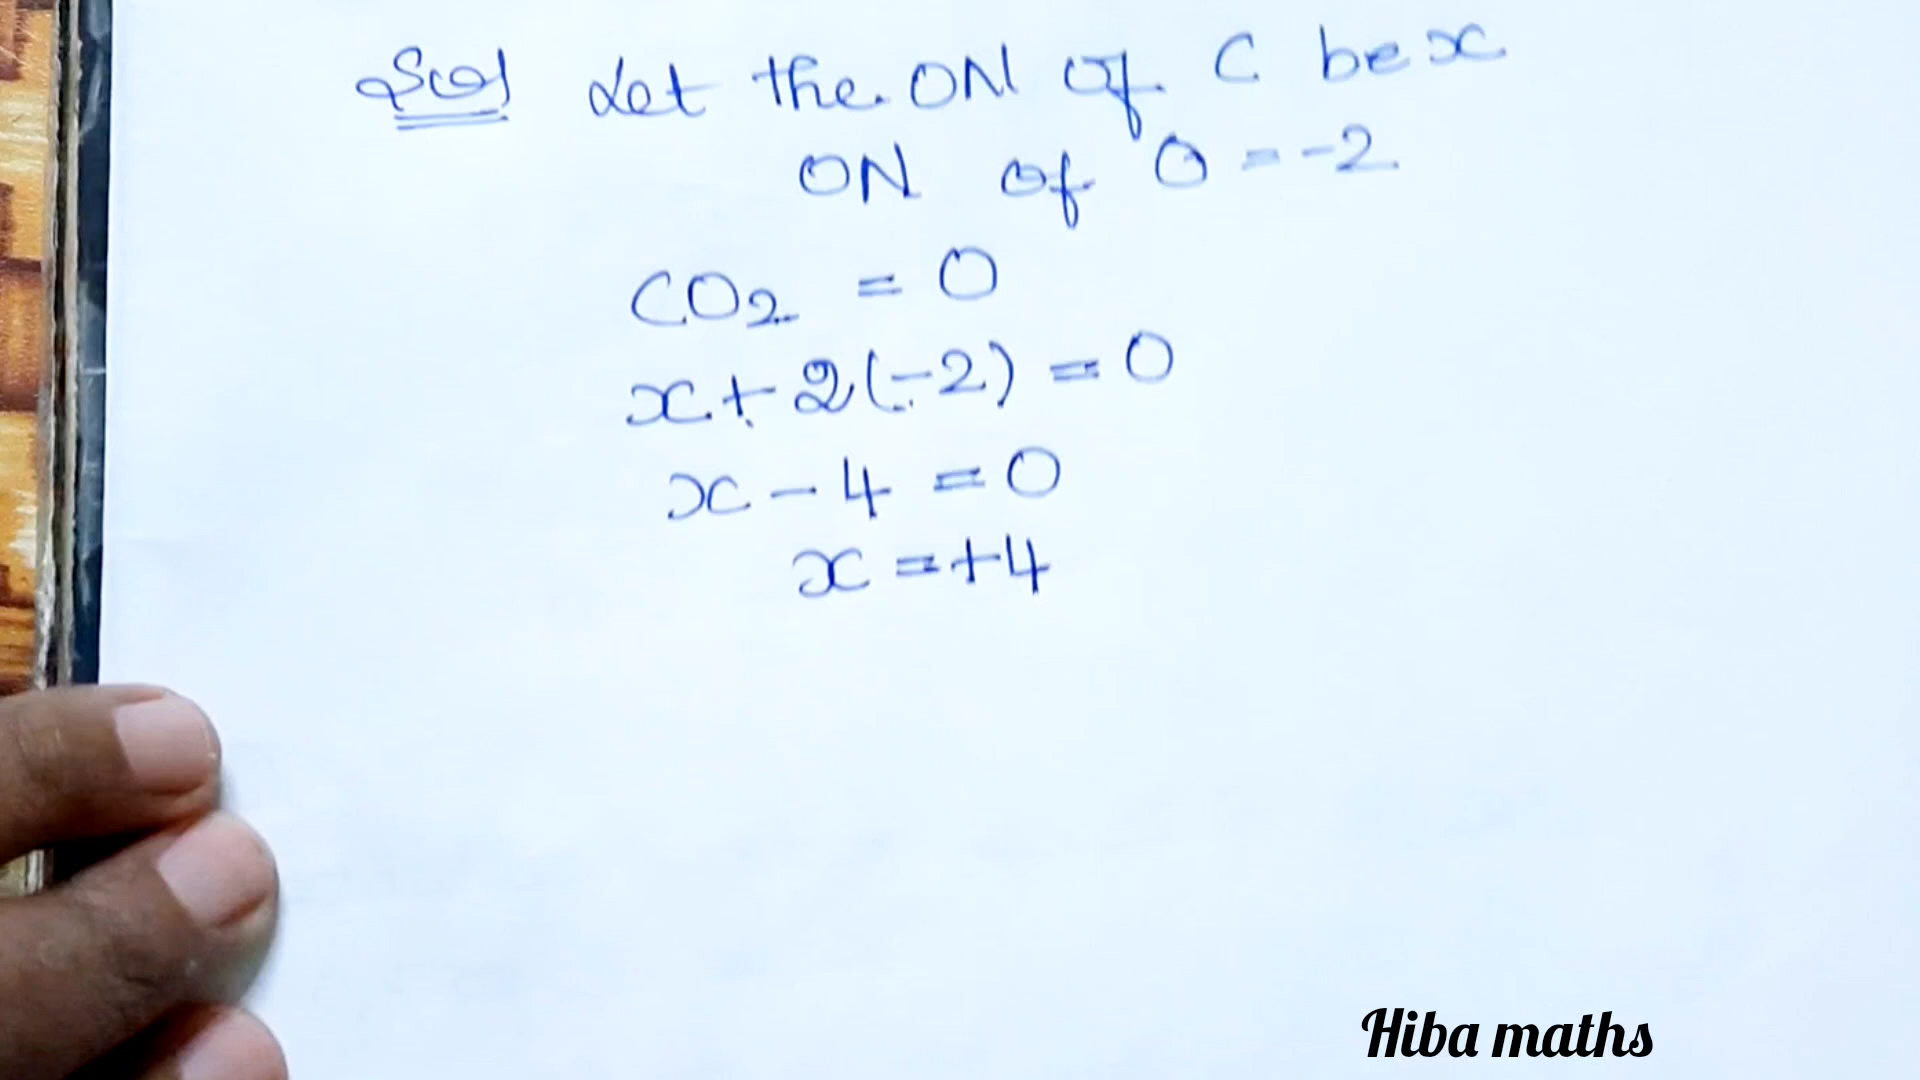 Sol Let the ON of C be x
ON of O = -2
CO2 = 0
x + 2(-2) = 0
x - 4 = 0
x = +4
Hiba maths